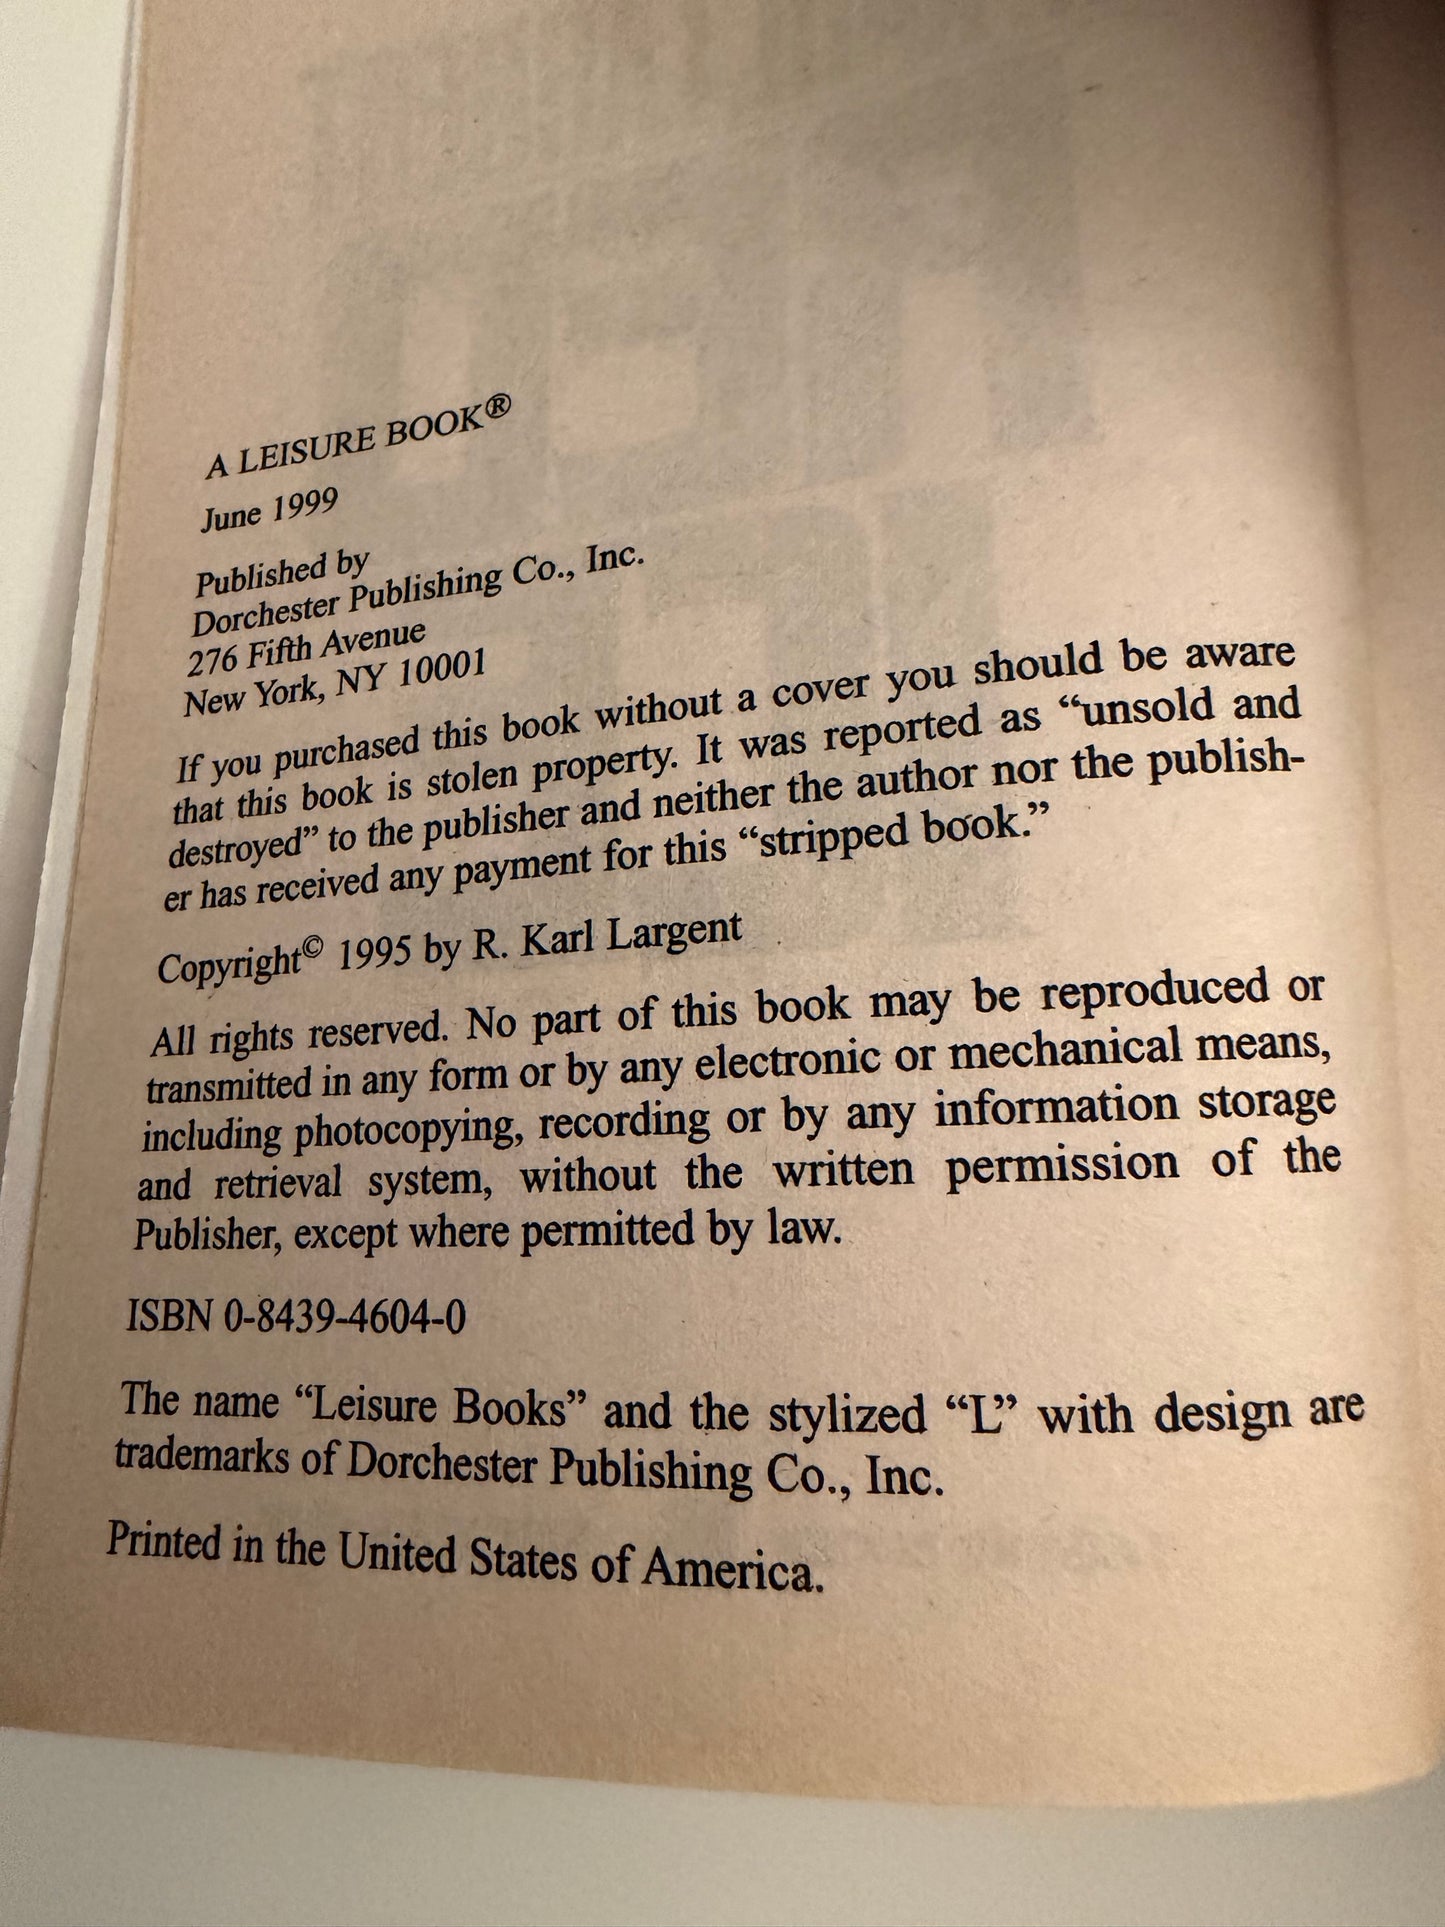 A LEISURE BOOK®
June 1999
Published by
Dorchester Publishing Co., Inc.
276 Fifth Avenue
New York, NY 10001
If you purchased this book without a cover you should be aware
that this book is stolen property. It was reported as “unsold and
destroyed” to the publisher and neither the author nor the publish-
er has received any payment for this “stripped book.”
Copyright© 1995 by R. Karl Largent
All rights reserved. No part of this book may be reproduced or
transmitted in any form or by any electronic or mechanical means,
including photocopying, recording or by any information storage
and retrieval system, without the written permission of the
Publisher, except where permitted by law.
ISBN 0-8439-4604-0
The name “Leisure Books” and the stylized “L” with design are
trademarks of Dorchester Publishing Co., Inc.
Printed in the United States of America.